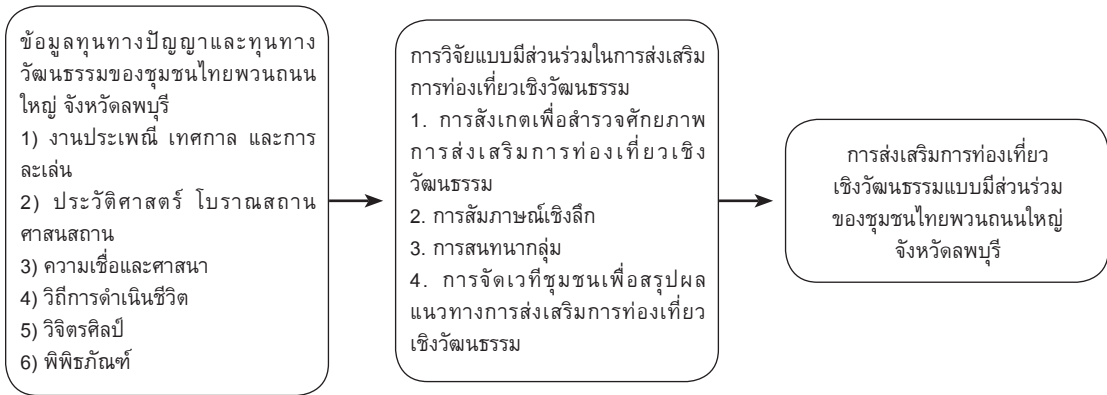 ข้อมูลทุนทางปัญญาและทุนทาง
วัฒนธรรมของชุมชนไทยพวนถนน
ใหญ่ จังหวัดลพบุรี
1) งานประเพณี เทศกาล และการ
ละเล่น
2) ประวัติศาสตร์ โบราณสถาน
ศาสนสถาน
3) ความเชื่อและศาสนา
4) วิถีการดำเนินชีวิต
5) วิจิตรศิลป์
6) พิพิธภัณฑ์
การวิจัยแบบมีส่วนร่วมในการส่งเสริม
การท่องเที่ยวเชิงวัฒนธรรม
1. การสังเกตเพื่อสำรวจศักยภาพ
การส่งเสริมการท่องเที่ยวเชิง
วัฒนธรรม
2. การสัมภาษณ์เชิงลึก
3. การสนทนากลุ่ม
4. การจัดเวทีชุมชนเพื่อสรุปผล
แนวทางการส่งเสริมการท่องเที่ยว
เชิงวัฒนธรรม
การส่งเสริมการท่องเที่ยว
เชิงวัฒนธรรมแบบมีส่วนร่วม
ของชุมชนไทยพวนถนนใหญ่
จังหวัดลพบุรี